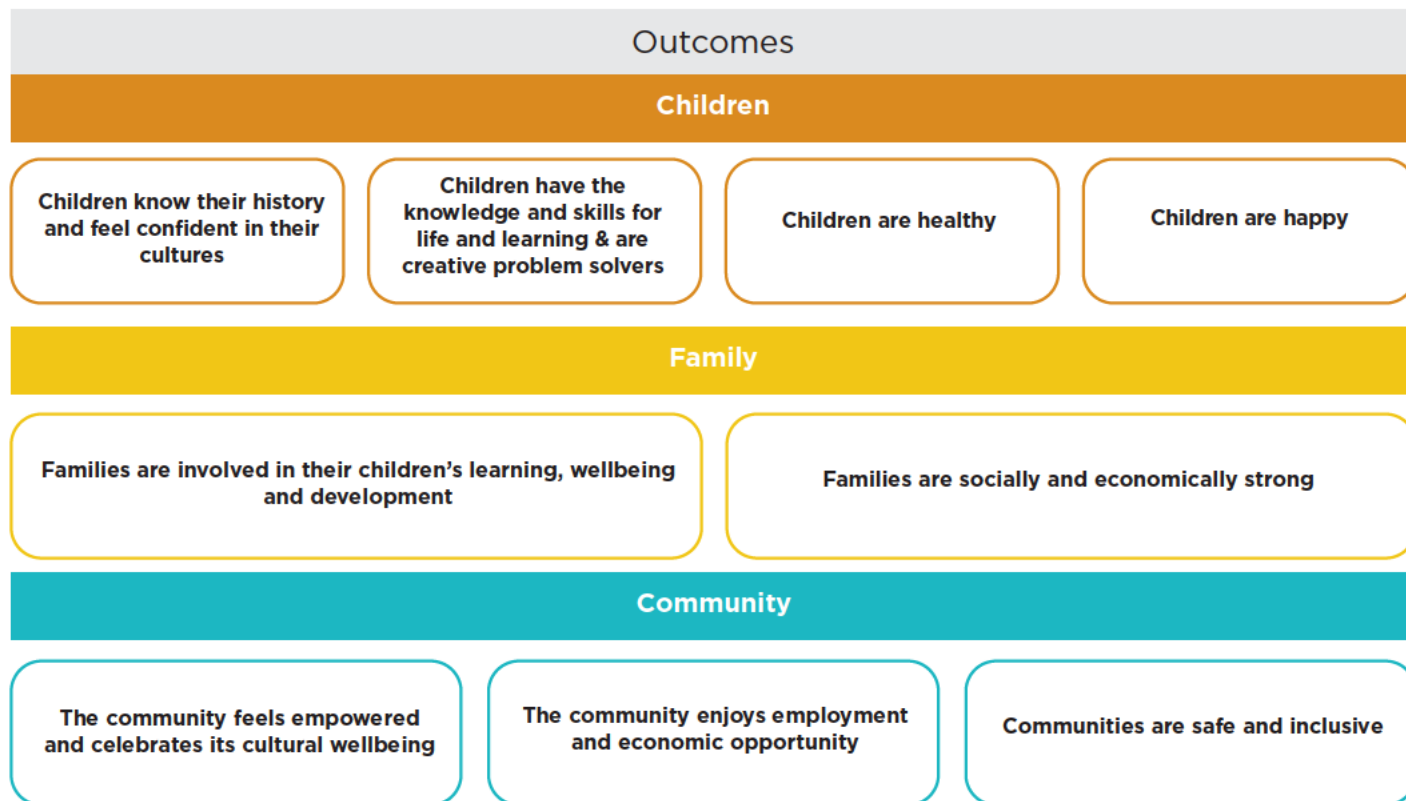 Outcomes
Children
Children know their history
and feel confident in their
cultures
Children have the
knowledge and skills for
life and learning & are
creative problem solvers
Children are healthy
Children are happy
Family
Families are involved in their children’s learning, wellbeing
and development
Families are socially and economically strong
Community
The community feels empowered
and celebrates its cultural wellbeing
The community enjoys employment
and economic opportunity
Communities are safe and inclusive